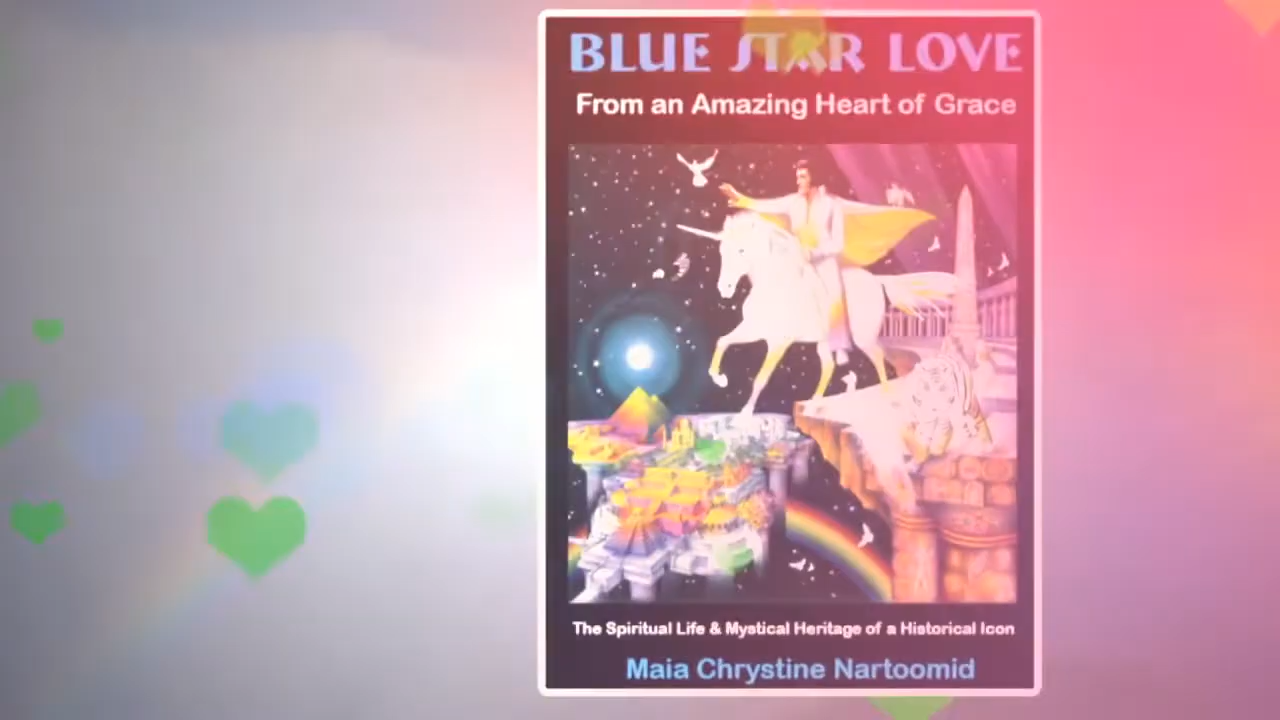 BLUE STAR LOVE
From an Amazing Heart of Grace
The Spiritual Life & Mystical Heritage of a Historical Icon
Maia Chrystine Nartoomid